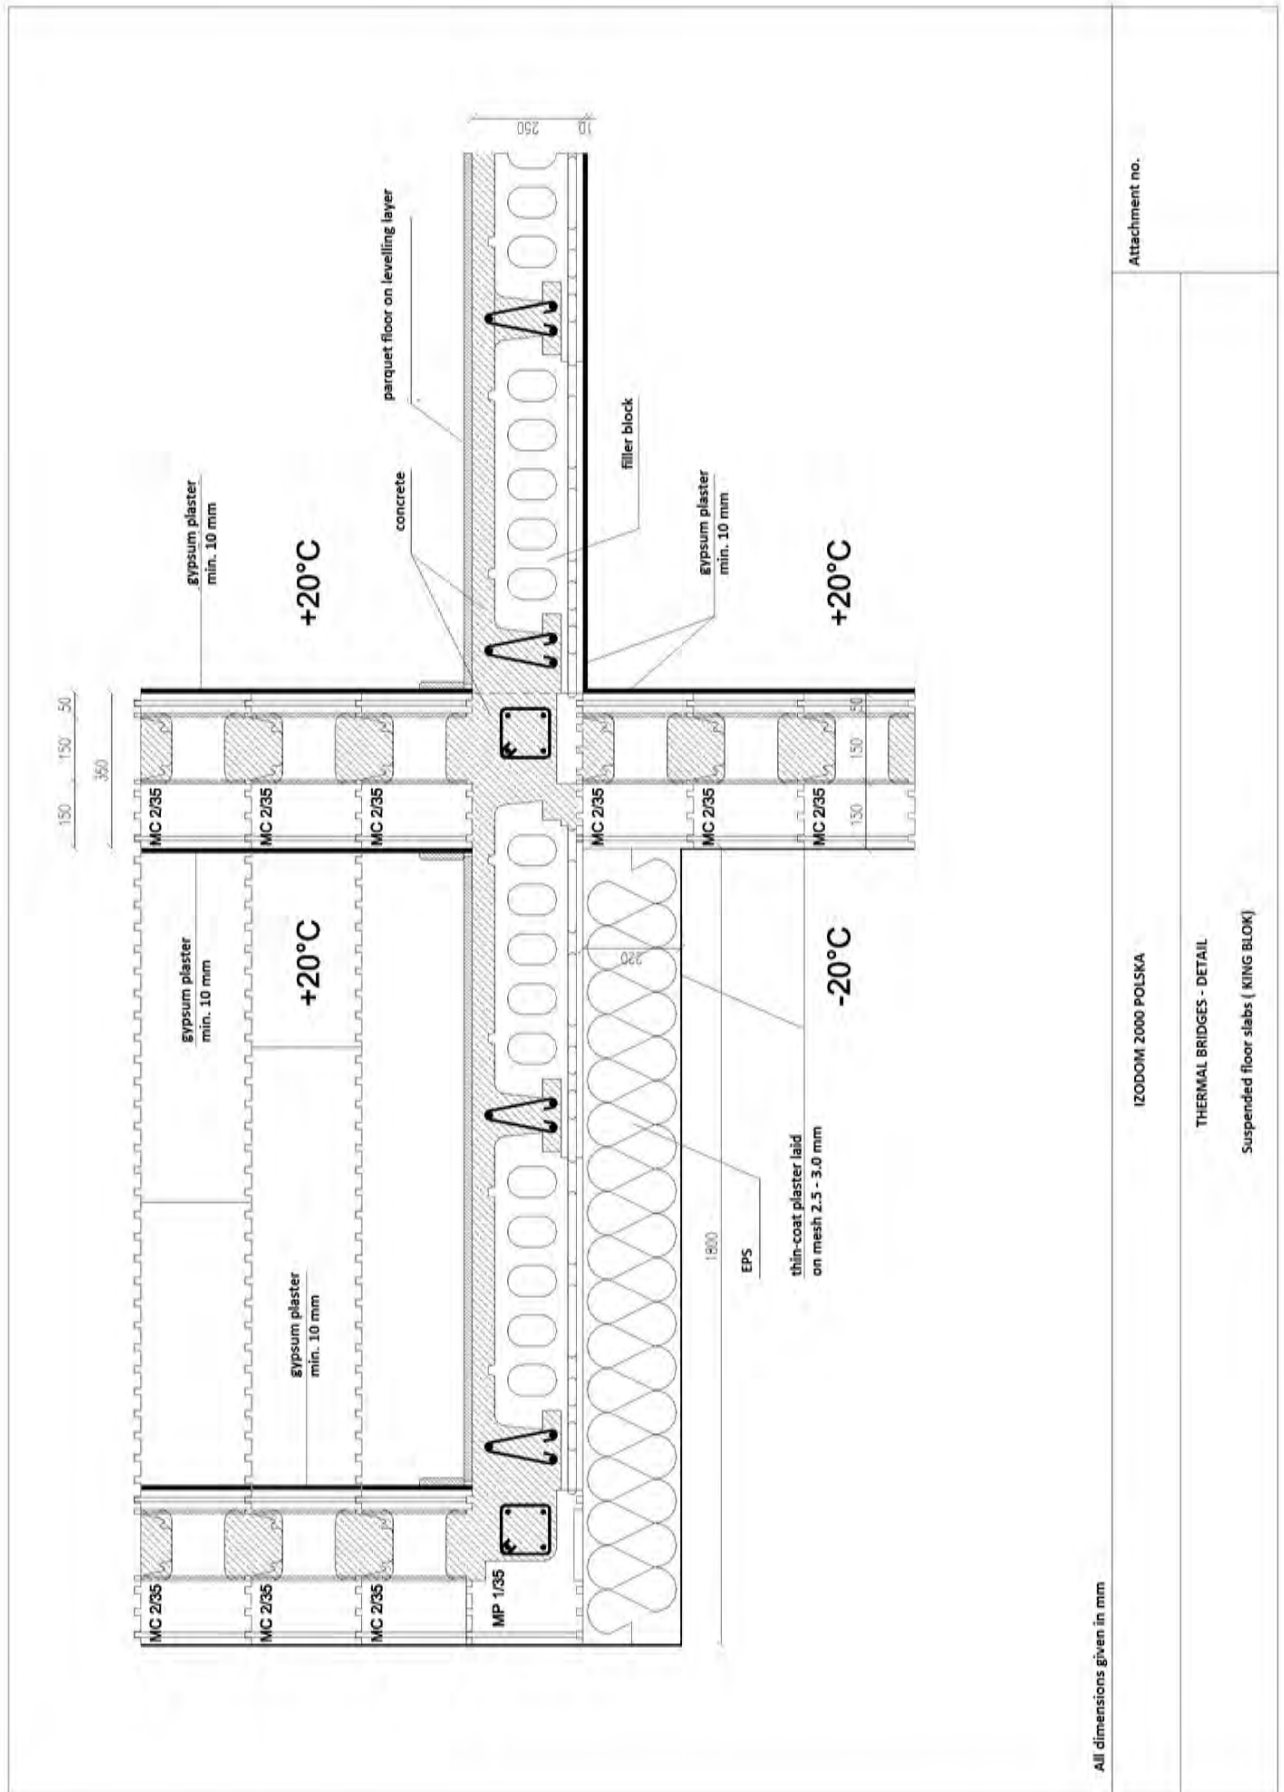 150 150 50
350
MC 2/35
MC 2/35
gypsum plaster
min. 10 mm
gypsum plaster
min. 10 mm
MC 2/35
MC 2/35
gypsum plaster
min. 10 mm
+20°C
+20°C
MC 2/35
MC 2/35
parquet floor on levelling layer
concrete
MP 1/35
250
10
MC 2/35
filler block
220
MC 2/35
gypsum plaster
min. 10 mm
1800
EPS
thin-coat plaster laid
on mesh 2.5 - 3.0 mm
MC 2/35
-20°C
+20°C
150 150 50
All dimensions given in mm
IZODOM 2000 POLSKA
Attachment no.
THERMAL BRIDGES - DETAIL
Suspended floor slabs ( KING BLOK)